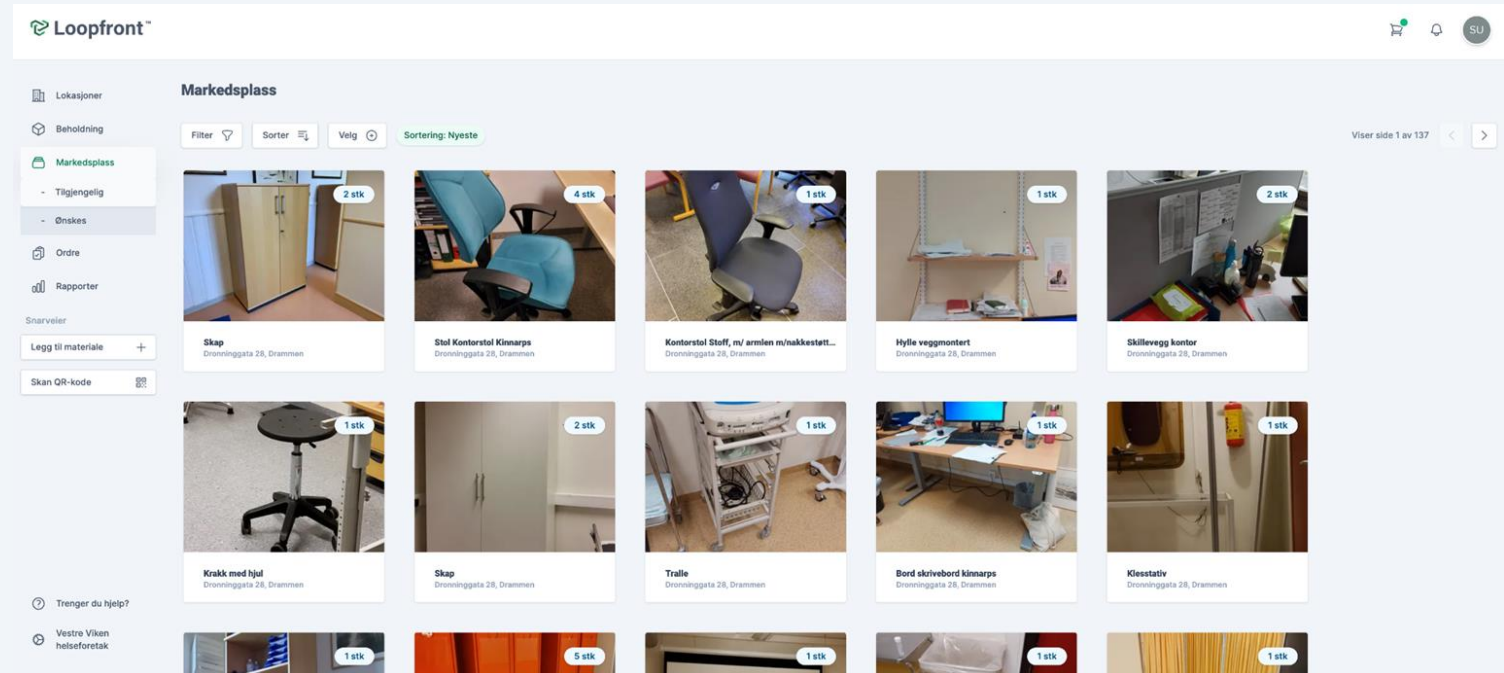 Loopfront™
SU
Lokasjoner
Beholdning
Markedsplass
- Tilgjengelig
- Ønskes
Ordre
Rapporter
Snarveier
Legg til materiale
Skan QR-kode
Trenger du hjelp?
Vestre Viken
helseforetak
Markedsplass
Filter
Sorter
Velg
Sortering: Nyeste
Viser side 1 av 137
2 stk
4 stk
1 stk
1 stk
2 stk
Skap
Dronninggata 28, Drammen
Stol Kontorstol Kinnarps
Dronninggata 28, Drammen
Kontorstol Stoff, m/ armlen m/nakkestøtt...
Dronninggata 28, Drammen
Hylle veggmontert
Dronninggata 28, Drammen
Skillevegg kontor
Dronninggata 28, Drammen
1 stk
2 stk
1 stk
1 stk
1 stk
Krakk med hjul
Dronninggata 28, Drammen
Skap
Dronninggata 28, Drammen
Tralle
Dronninggata 28, Drammen
Bord skrivebord kinnarps
Dronninggata 28, Drammen
Klesstativ
Dronninggata 28, Drammen
1 stk
5 stk
1 stk
1 stk
1 stk